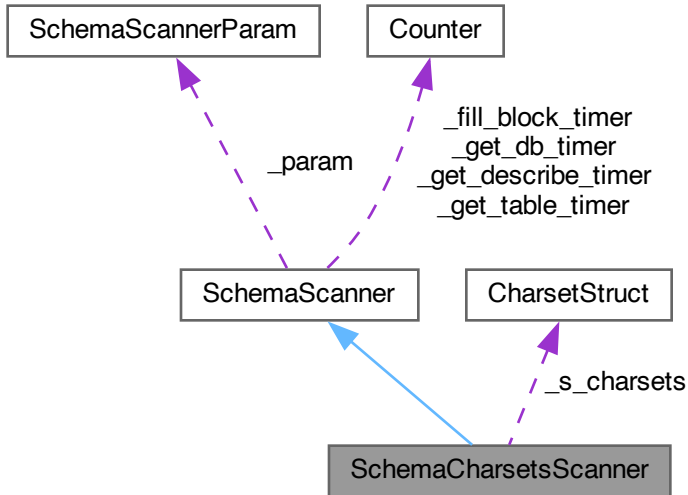 SchemaScannerParam
Counter
_fill_block_timer
_get_db_timer
_get_describe_timer
_get_table_timer
_param
SchemaScanner
CharsetStruct
_s_charsets
SchemaCharsetsScanner